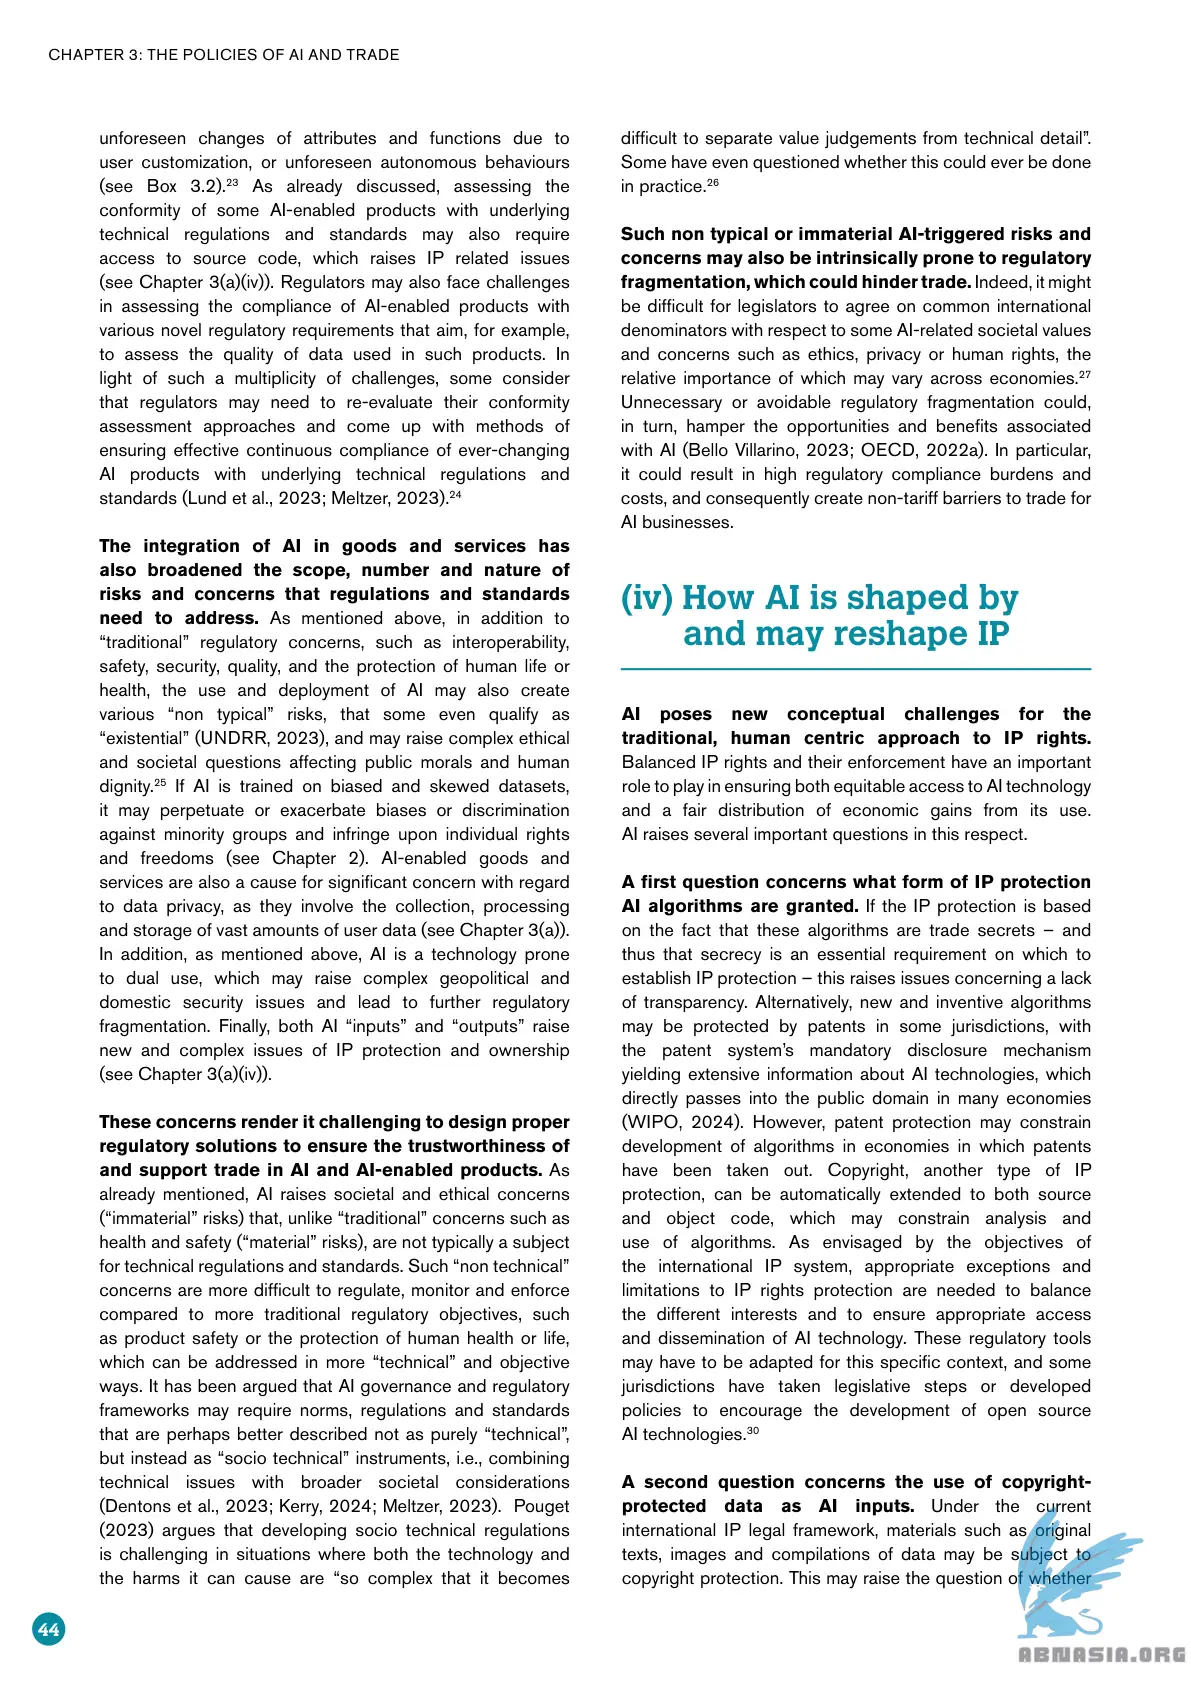 CHAPTER 3: THE POLICIES OF AI AND TRADE
unforeseen changes of attributes and functions due to
user customization, or unforeseen autonomous behaviours
(see Box 3.2).23 As already discussed, assessing the
conformity of some AI-enabled products with underlying
technical regulations and standards may also require
access to source code, which raises IP related issues
(see Chapter 3(a)(iv)). Regulators may also face challenges
in assessing the compliance of AI-enabled products with
various novel regulatory requirements that aim, for example,
to assess the quality of data used in such products. In
light of such a multiplicity of challenges, some consider
that regulators may need to re-evaluate their conformity
assessment approaches and come up with methods of
ensuring effective continuous compliance of ever-changing
AI products with underlying technical regulations and
standards (Lund et al., 2023; Meltzer, 2023).24
The integration of AI in goods and services has
also broadened the scope, number and nature of
risks and concerns that regulations and standards
need to address. As mentioned above, in addition to
“traditional” regulatory concerns, such as interoperability,
safety, security, quality, and the protection of human life or
health, the use and deployment of AI may also create
various “non typical” risks, that some even qualify as
“existential” (UNDRR, 2023), and may raise complex ethical
and societal questions affecting public morals and human
dignity.25 If AI is trained on biased and skewed datasets,
it may perpetuate or exacerbate biases or discrimination
against minority groups and infringe upon individual rights
and freedoms (see Chapter 2). AI-enabled goods and
services are also a cause for significant concern with regard
to data privacy, as they involve the collection, processing
and storage of vast amounts of user data (see Chapter 3(a)).
In addition, as mentioned above, AI is a technology prone
to dual use, which may raise complex geopolitical and
domestic security issues and lead to further regulatory
fragmentation. Finally, both AI “inputs” and “outputs” raise
new and complex issues of IP protection and ownership
(see Chapter 3(a)(iv)).
These concerns render it challenging to design proper
regulatory solutions to ensure the trustworthiness of
and support trade in AI and AI-enabled products. As
already mentioned, AI raises societal and ethical concerns
(“immaterial” risks) that, unlike “traditional” concerns such as
health and safety (“material” risks), are not typically a subject
for technical regulations and standards. Such “non technical”
concerns are more difficult to regulate, monitor and enforce
compared to more traditional regulatory objectives, such
as product safety or the protection of human health or life,
which can be addressed in more “technical” and objective
ways. It has been argued that AI governance and regulatory
frameworks may require norms, regulations and standards
that are perhaps better described not as purely “technical”,
but instead as “socio technical” instruments, i.e., combining
technical issues with broader societal considerations
(Dentons et al., 2023; Kerry, 2024; Meltzer, 2023). Pouget
(2023) argues that developing socio technical regulations
is challenging in situations where both the technology and
the harms it can cause are “so complex that it becomes
difficult to separate value judgements from technical detail”.
Some have even questioned whether this could ever be done
in practice.26
Such non typical or immaterial AI-triggered risks and
concerns may also be intrinsically prone to regulatory
fragmentation, which could hinder trade. Indeed, it might
be difficult for legislators to agree on common international
denominators with respect to some AI-related societal values
and concerns such as ethics, privacy or human rights, the
relative importance of which may vary across economies.27
Unnecessary or avoidable regulatory fragmentation could,
in turn, hamper the opportunities and benefits associated
with AI (Bello Villarino, 2023; OECD, 2022a). In particular,
it could result in high regulatory compliance burdens and
costs, and consequently create non-tariff barriers to trade for
AI businesses.
(iv) How AI is shaped by
and may reshape IP
AI poses new conceptual challenges for the
traditional, human centric approach to IP rights.
Balanced IP rights and their enforcement have an important
role to play in ensuring both equitable access to AI technology
and a fair distribution of economic gains from its use.
AI raises several important questions in this respect.
A first question concerns what form of IP protection
AI algorithms are granted. If the IP protection is based
on the fact that these algorithms are trade secrets – and
thus that secrecy is an essential requirement on which to
establish IP protection – this raises issues concerning a lack
of transparency. Alternatively, new and inventive algorithms
may be protected by patents in some jurisdictions, with
the patent system’s mandatory disclosure mechanism
yielding extensive information about AI technologies, which
directly passes into the public domain in many economies
(WIPO, 2024). However, patent protection may constrain
development of algorithms in economies in which patents
have been taken out. Copyright, another type of IP
protection, can be automatically extended to both source
and object code, which may constrain analysis and
use of algorithms. As envisaged by the objectives of
the international IP system, appropriate exceptions and
limitations to IP rights protection are needed to balance
the different interests and to ensure appropriate access
and dissemination of AI technology. These regulatory tools
may have to be adapted for this specific context, and some
jurisdictions have taken legislative steps or developed
policies to encourage the development of open source
AI technologies.30
A second question concerns the use of copyright-
protected data as AI inputs. Under the current
international IP legal framework, materials such as original
texts, images and compilations of data may be subject to
copyright protection. This may raise the question of whether
44
ABNASIA.ORG